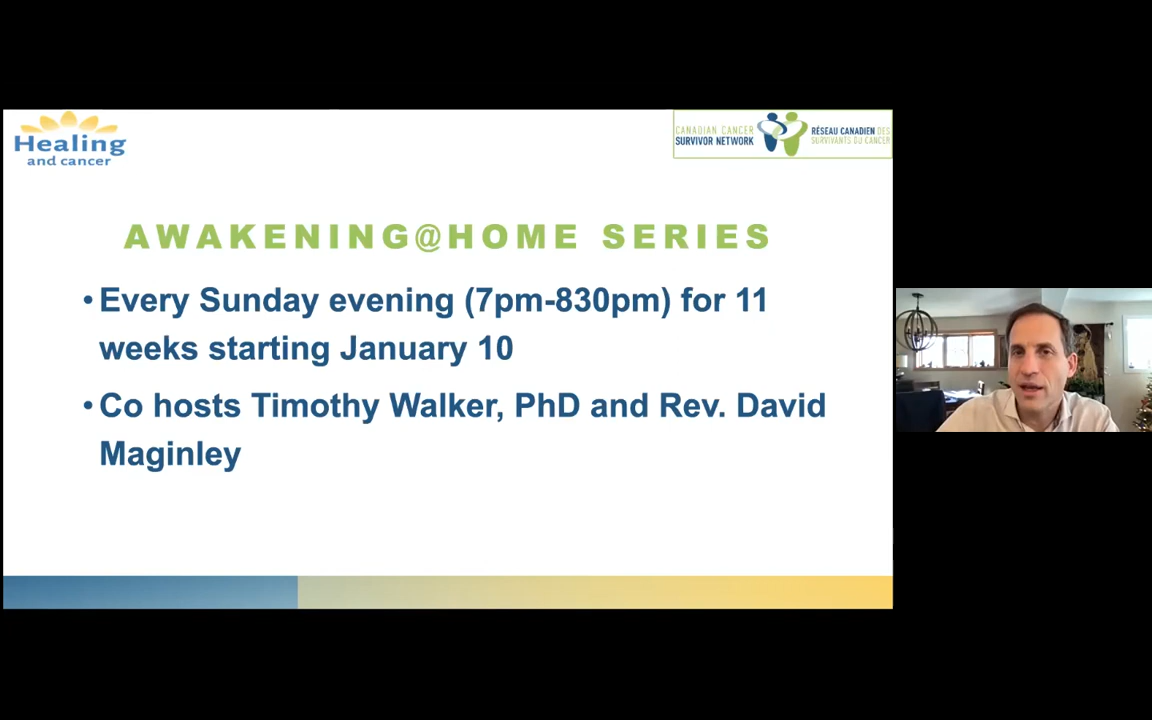 Healing
and cancer
CANADIAN CANCER
SURVIVOR NETWORK
RÉSEAU CANADIEN DES
SURVIVANTS DU CANCER
AWAKENING@HOME SERIES
•Every Sunday evening (7pm-830pm) for 11
weeks starting January 10
•Co hosts Timothy Walker, PhD and Rev. David
Maginley